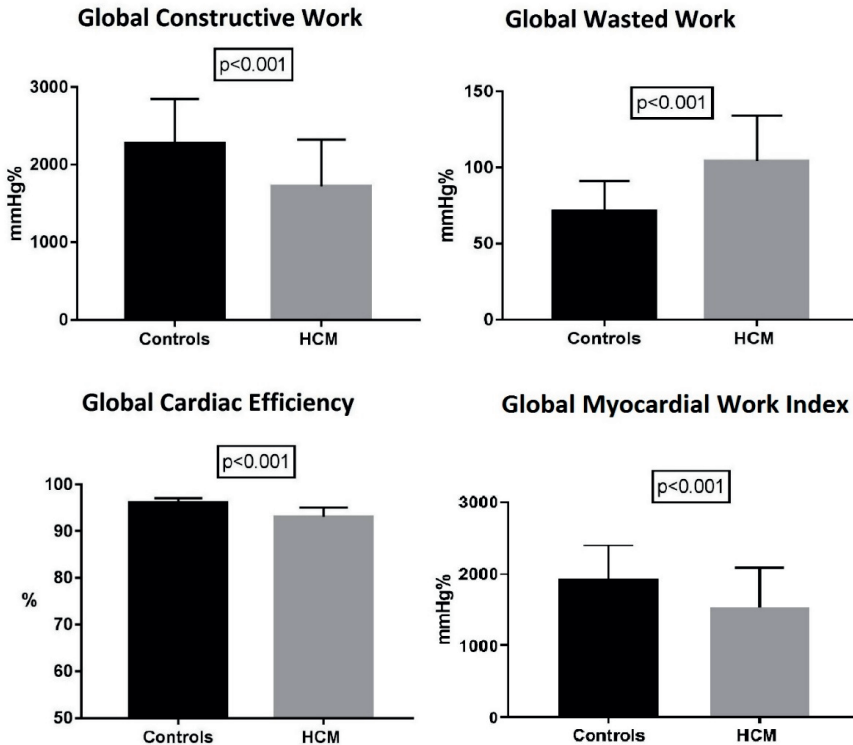 Global Constructive Work
p<0.001
3000
2000
1000
0
mmHg%
Controls HCM
Global Wasted Work
p<0.001
150
100
50
0
mmHg%
Controls HCM
Global Cardiac Efficiency
p<0.001
100
90
80
70
60
50
%
Controls HCM
Global Myocardial Work Index
p<0.001
3000
2000
1000
0
mmHg%
Controls HCM